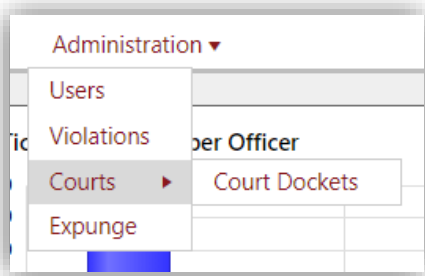 Administration ▾
Users
Violations
per Officer
Courts ▸ Court Dockets
Expunge